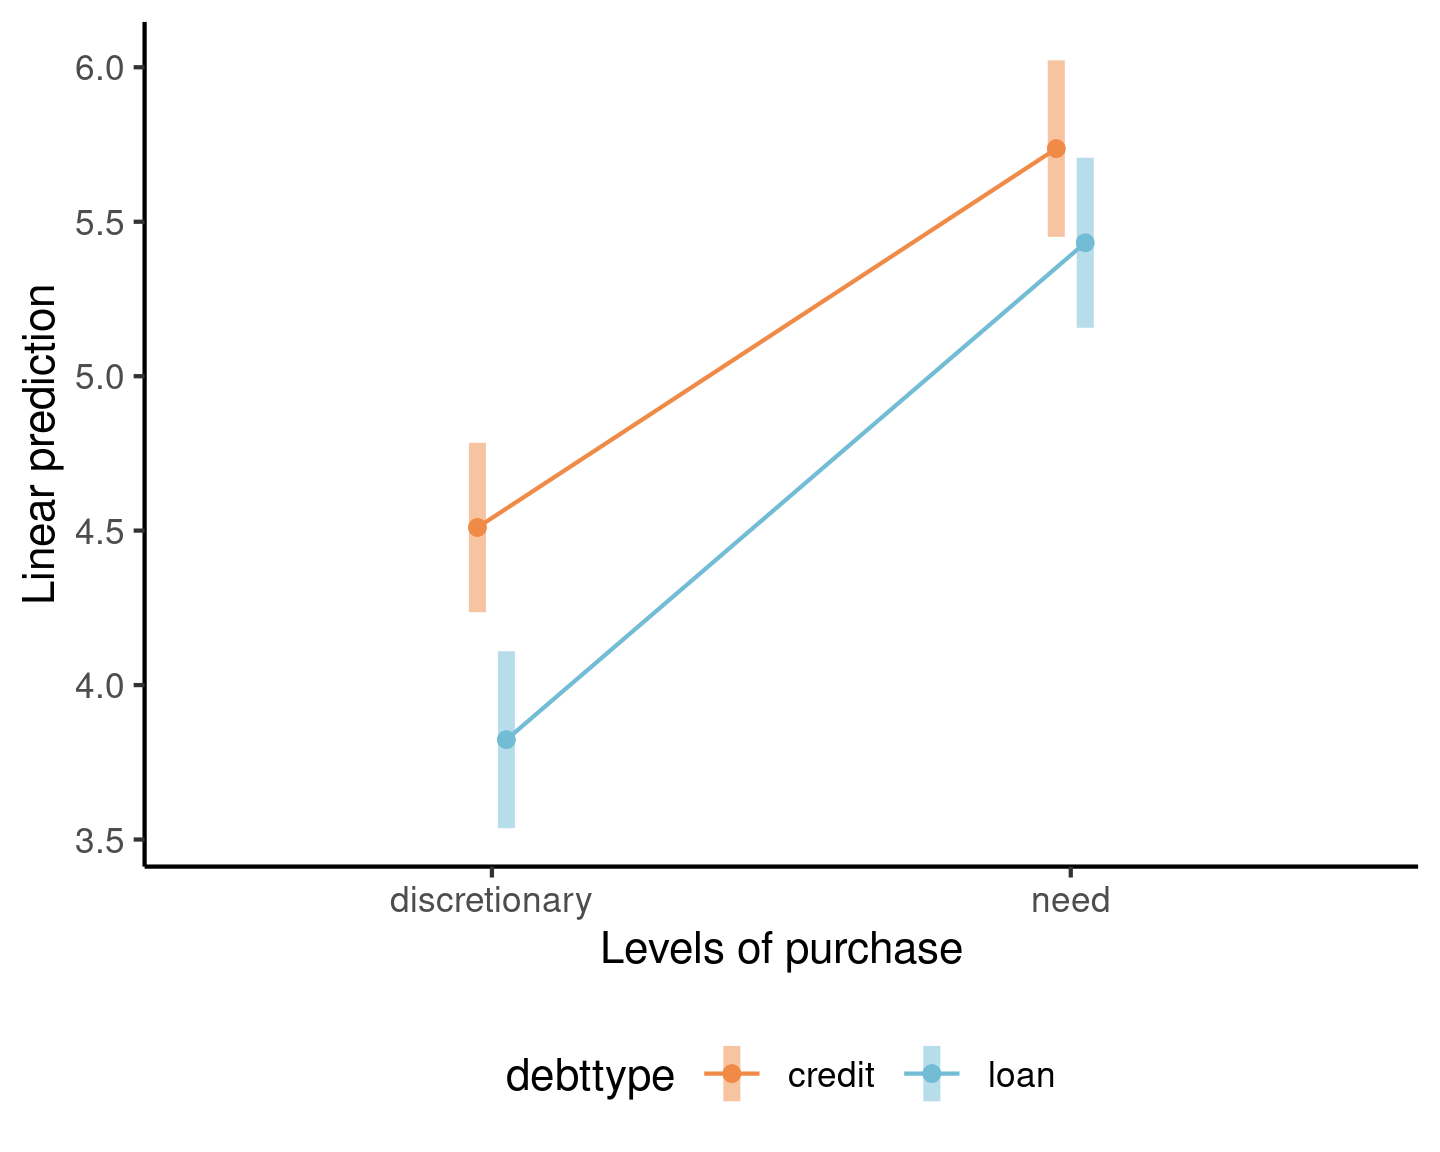 6.0
5.5
5.0
4.5
4.0
3.5
Linear prediction
discretionary need
Levels of purchase
debttype credit loan